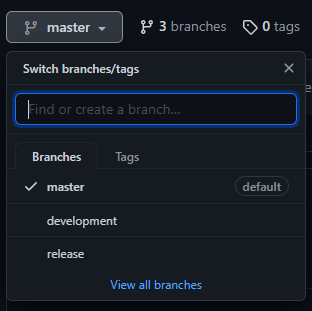 master 3 branches 0 tags
Switch branches/tags
Find or create a branch...
Branches Tags
master default
development
release
View all branches